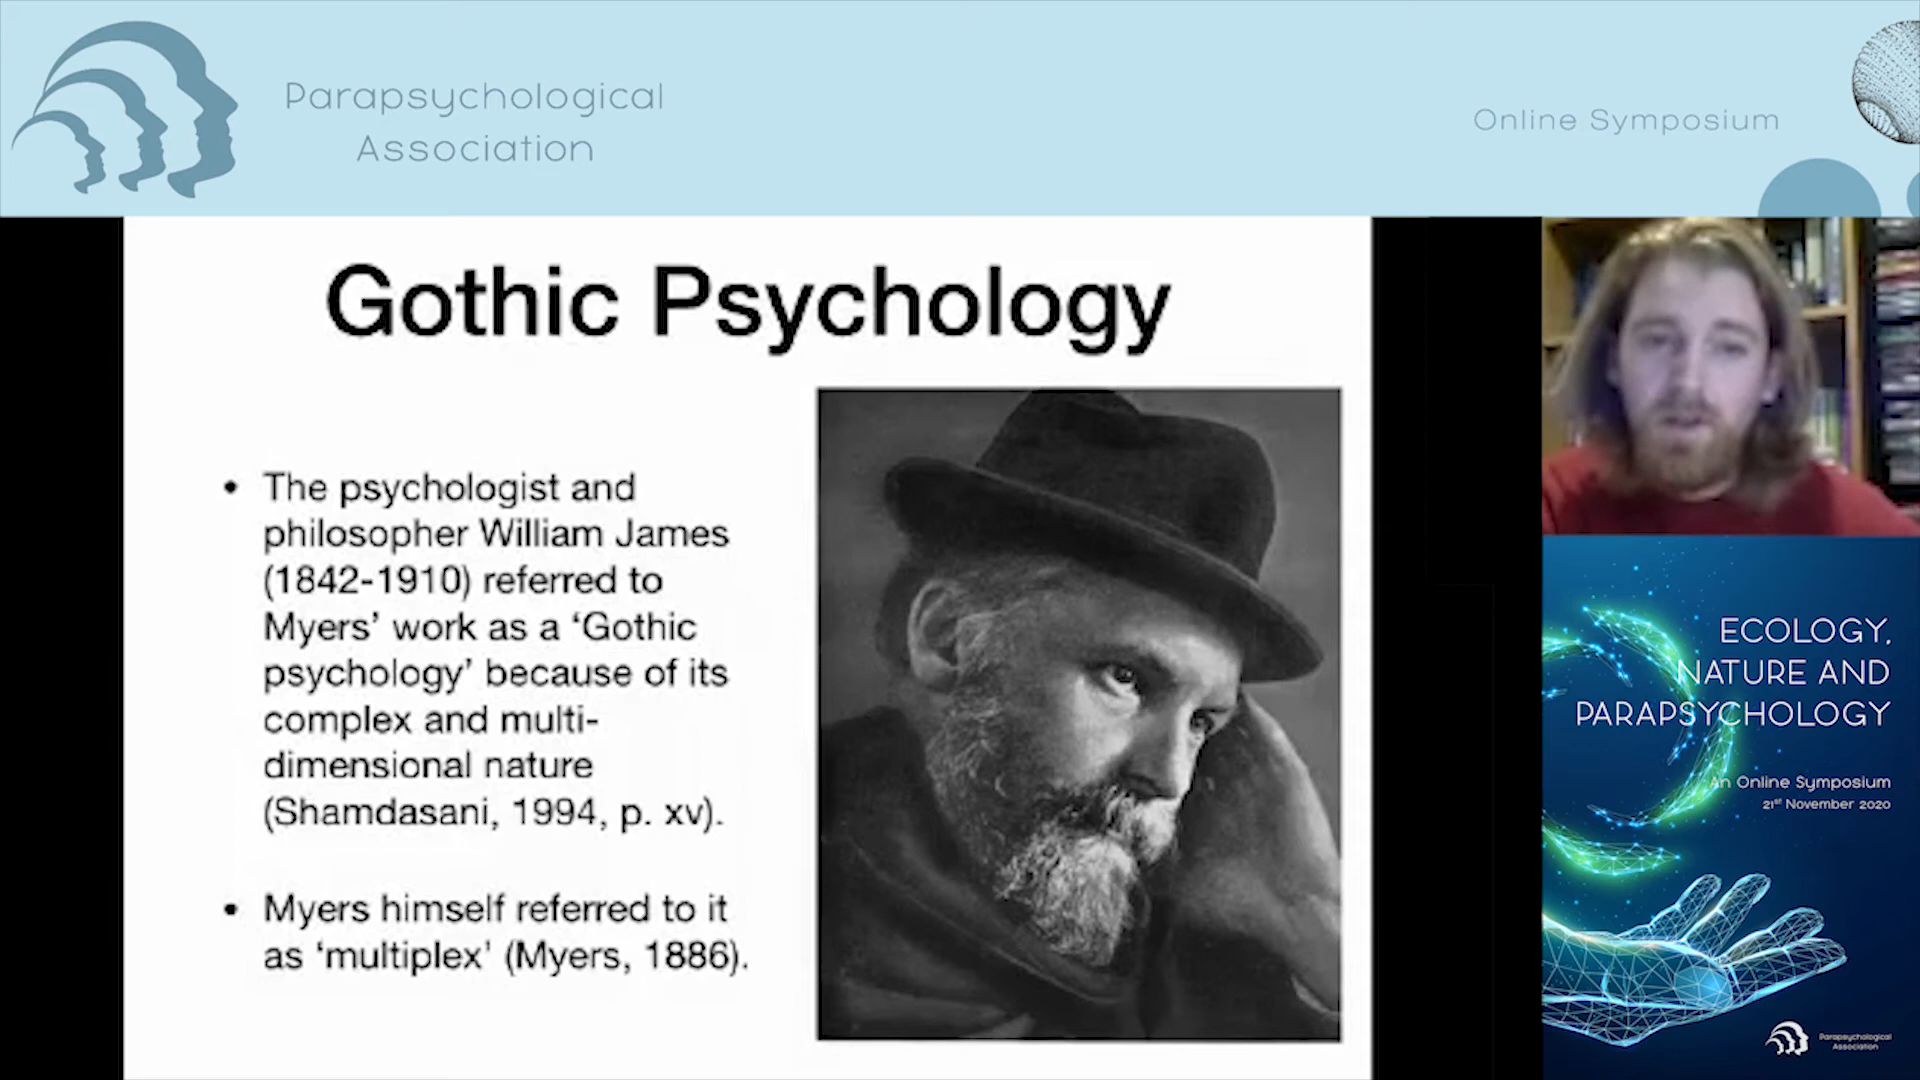 Parapsychological
Association
Online Symposium
Gothic Psychology
• The psychologist and
philosopher William James
(1842-1910) referred to
Myers' work as a 'Gothic
psychology' because of its
complex and multi-
dimensional nature
(Shamdasani, 1994, p. xv).
• Myers himself referred to it
as 'multiplex' (Myers, 1886).
ECOLOGY,
NATURE AND
PARAPSYCHOLOGY
An Online Symposium
21st November 2020
Parapsychological
Association